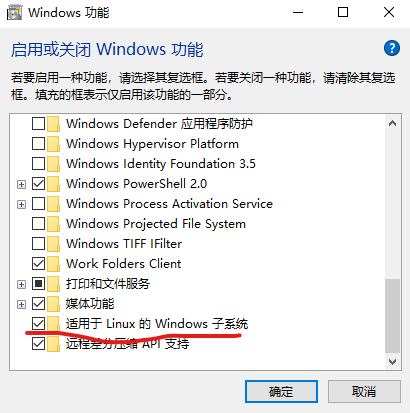 Windows 功能
启用或关闭 Windows 功能
若要启用一种功能，请选择其复选框。若要关闭一种功能，请清除其复选
框。填充的框表示仅启用该功能的一部分。
Windows Defender 应用程序防护
Windows Hypervisor Platform
Windows Identity Foundation 3.5
Windows PowerShell 2.0
Windows Process Activation Service
Windows Projected File System
Windows TIFF IFilter
Work Folders Client
打印和文件服务
媒体功能
适用于 Linux 的 Windows 子系统
远程差分压缩 API 支持
确定
取消